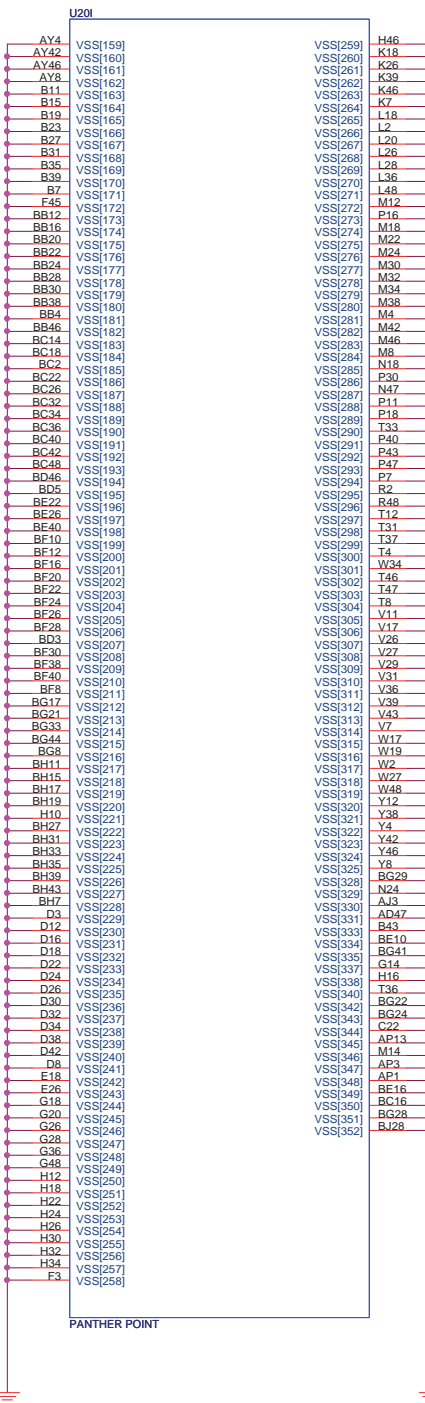 U20I
AY4 VSS[159]
AY42 VSS[160]
AY46 VSS[161]
AY8 VSS[162]
B11 VSS[163]
B15 VSS[164]
B19 VSS[165]
B23 VSS[166]
B27 VSS[167]
B31 VSS[168]
B35 VSS[169]
B39 VSS[170]
B7 VSS[171]
F45 VSS[172]
BB12 VSS[173]
BB16 VSS[174]
BB20 VSS[175]
BB22 VSS[176]
BB24 VSS[177]
BB28 VSS[178]
BB30 VSS[179]
BB38 VSS[180]
BB4 VSS[181]
BB46 VSS[182]
BC14 VSS[183]
BC18 VSS[184]
BC2 VSS[185]
BC22 VSS[186]
BC26 VSS[187]
BC32 VSS[188]
BC34 VSS[189]
BC36 VSS[190]
BC40 VSS[191]
BC42 VSS[192]
BC48 VSS[193]
BD46 VSS[194]
BD5 VSS[195]
BE22 VSS[196]
BE26 VSS[197]
BE40 VSS[198]
BF10 VSS[199]
BF12 VSS[200]
BF16 VSS[201]
BF20 VSS[202]
BF22 VSS[203]
BF24 VSS[204]
BF26 VSS[205]
BF28 VSS[206]
BD3 VSS[207]
BF30 VSS[208]
BF38 VSS[209]
BF40 VSS[210]
BF8 VSS[211]
BG17 VSS[212]
BG21 VSS[213]
BG33 VSS[214]
BG44 VSS[215]
BG8 VSS[216]
BH11 VSS[217]
BH15 VSS[218]
BH17 VSS[219]
BH19 VSS[220]
H10 VSS[221]
BH27 VSS[222]
BH31 VSS[223]
BH33 VSS[224]
BH35 VSS[225]
BH39 VSS[226]
BH43 VSS[227]
BH7 VSS[228]
D3 VSS[229]
D12 VSS[230]
D16 VSS[231]
D18 VSS[232]
D22 VSS[233]
D24 VSS[234]
D26 VSS[235]
D30 VSS[236]
D32 VSS[237]
D34 VSS[238]
D38 VSS[239]
D42 VSS[240]
D8 VSS[241]
E18 VSS[242]
E26 VSS[243]
G18 VSS[244]
G20 VSS[245]
G26 VSS[246]
G28 VSS[247]
G36 VSS[248]
G48 VSS[249]
H12 VSS[250]
H18 VSS[251]
H22 VSS[252]
H24 VSS[253]
H26 VSS[254]
H30 VSS[255]
H32 VSS[256]
H34 VSS[257]
F3 VSS[258]
VSS[259] H46
VSS[260] K18
VSS[261] K26
VSS[262] K39
VSS[263] K46
VSS[264] K7
VSS[265] L18
VSS[266] L2
VSS[267] L20
VSS[268] L26
VSS[269] L28
VSS[270] L36
VSS[271] L48
VSS[272] M12
VSS[273] P16
VSS[274] M18
VSS[275] M22
VSS[276] M24
VSS[277] M30
VSS[278] M32
VSS[279] M34
VSS[280] M38
VSS[281] M4
VSS[282] M42
VSS[283] M46
VSS[284] M8
VSS[285] N18
VSS[286] P30
VSS[287] N47
VSS[288] P11
VSS[289] P18
VSS[290] T33
VSS[291] P40
VSS[292] P43
VSS[293] P47
VSS[294] P7
VSS[295] R2
VSS[296] R48
VSS[297] T12
VSS[298] T31
VSS[299] T37
VSS[300] T4
VSS[301] W34
VSS[302] T46
VSS[303] T47
VSS[304] T8
VSS[305] V11
VSS[306] V17
VSS[307] V26
VSS[308] V27
VSS[309] V29
VSS[310] V31
VSS[311] V36
VSS[312] V39
VSS[313] V43
VSS[314] V7
VSS[315] W17
VSS[316] W19
VSS[317] W2
VSS[318] W27
VSS[319] W48
VSS[320] Y12
VSS[321] Y38
VSS[322] Y4
VSS[323] Y42
VSS[324] Y46
VSS[325] Y8
VSS[328] BG29
VSS[329] N24
VSS[330] AJ3
VSS[331] AD47
VSS[333] B43
VSS[334] BE10
VSS[335] BG41
VSS[337] G14
VSS[338] H16
VSS[340] T36
VSS[342] BG22
VSS[343] BG24
VSS[344] C22
VSS[345] AP13
VSS[346] M14
VSS[347] AP3
VSS[348] AP1
VSS[349] BE16
VSS[350] BC16
VSS[351] BG28
VSS[352] BJ28
PANTHER POINT